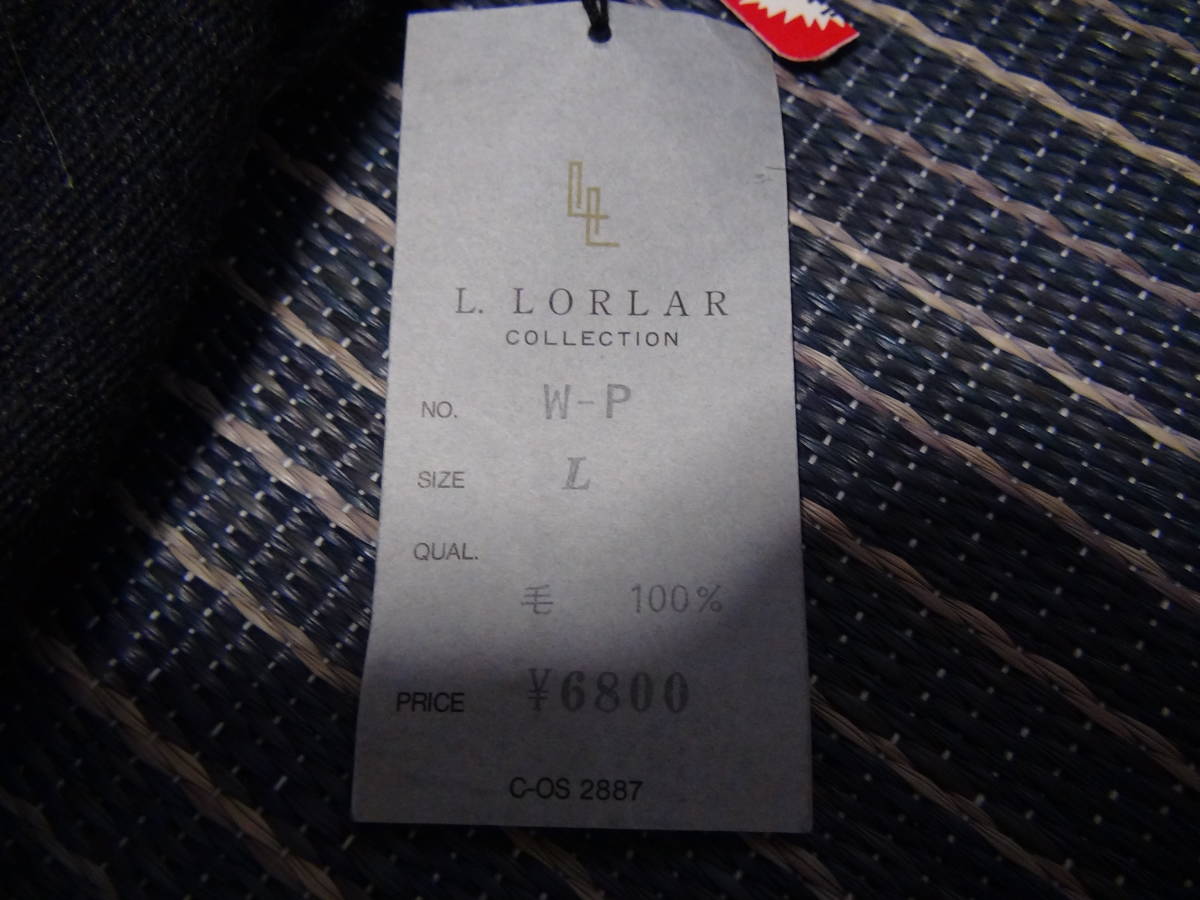 LL
L. LORLAR
COLLECTION
NO. W-P
SIZE L
QUAL.
毛 100%
PRICE ¥6800
C-OS 2887